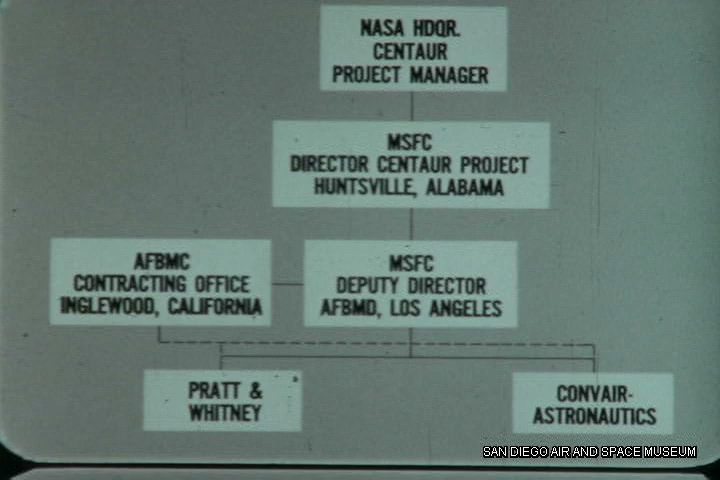 NASA HDQR.
CENTAUR
PROJECT MANAGER
MSFC
DIRECTOR CENTAUR PROJECT
HUNTSVILLE, ALABAMA
AFBMC
CONTRACTING OFFICE
INGLEWOOD, CALIFORNIA
MSFC
DEPUTY DIRECTOR
AFBMD, LOS ANGELES
PRATT &
WHITNEY
CONVAIR-
ASTRONAUTICS
SAN DIEGO AIR AND SPACE MUSEUM